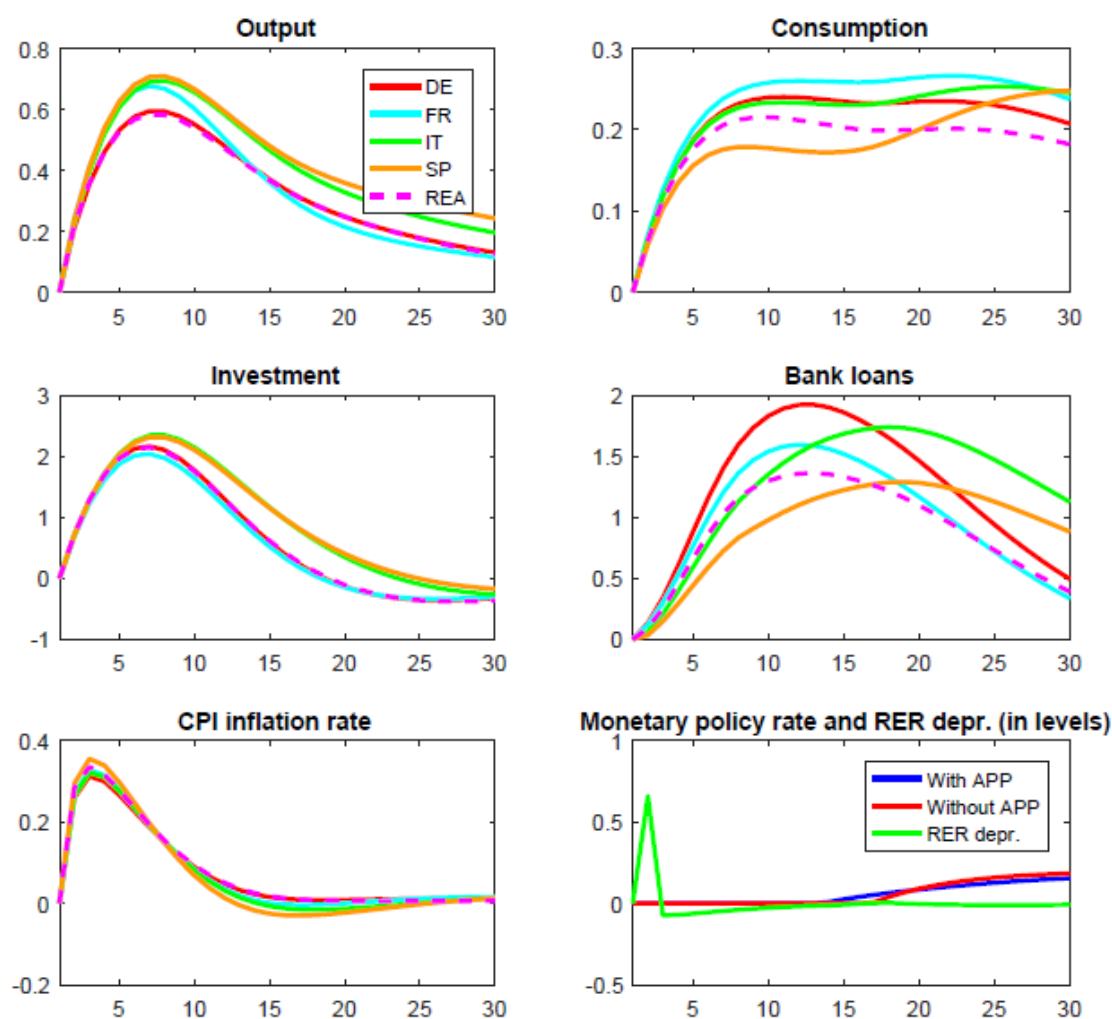 Output
0.8
0.6
0.4
0.2
0
5 10 15 20 25 30
DE
FR
IT
SP
REA
Consumption
0.3
0.2
0.1
0
5 10 15 20 25 30
Investment
3
2
1
0
-1
5 10 15 20 25 30
Bank loans
2
1.5
1
0.5
0
5 10 15 20 25 30
CPI inflation rate
0.4
0.2
0
-0.2
5 10 15 20 25 30
Monetary policy rate and RER depr. (in levels)
1
0.5
0
-0.5
5 10 15 20 25 30
With APP
Without APP
RER depr.